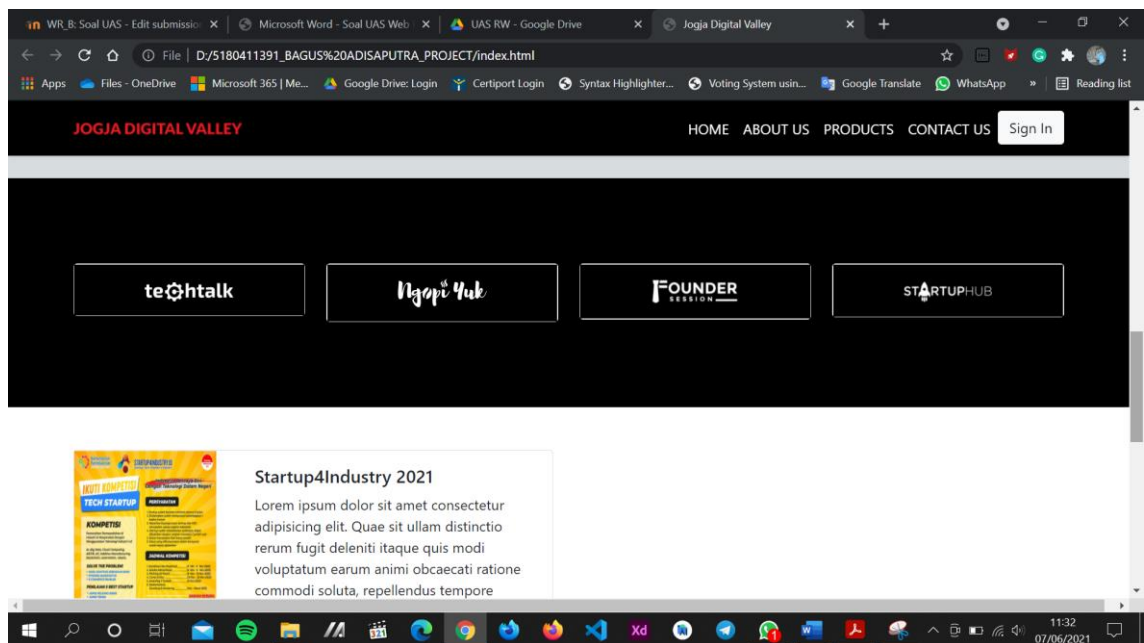 WR_B: Soal UAS - Edit submissio
Microsoft Word - Soal UAS Web
UAS RW - Google Drive
Jogja Digital Valley
File D:/5180411391_BAGUS%20ADISAPUTRA_PROJECT/index.html
Apps Files - OneDrive Microsoft 365 | Me... Google Drive: Login Certiport Login Syntax Highlighter... Voting System usin... Google Translate WhatsApp » Reading list
JOGJA DIGITAL VALLEY HOME ABOUT US PRODUCTS CONTACT US Sign In
techtalk
Ngopi Yuk
FOUNDER
SESSION
STARTUPHUB
IKUTI KOMPETISI
TECH STARTUP
KOMPETISI
Startup4Industry 2021
Lorem ipsum dolor sit amet consectetur
adipisicing elit. Quae sit ullam distinctio
rerum fugit deleniti itaque quis modi
voluptatum earum animi obcaecati ratione
commodi soluta, repellendus tempore
11:32
07/06/2021